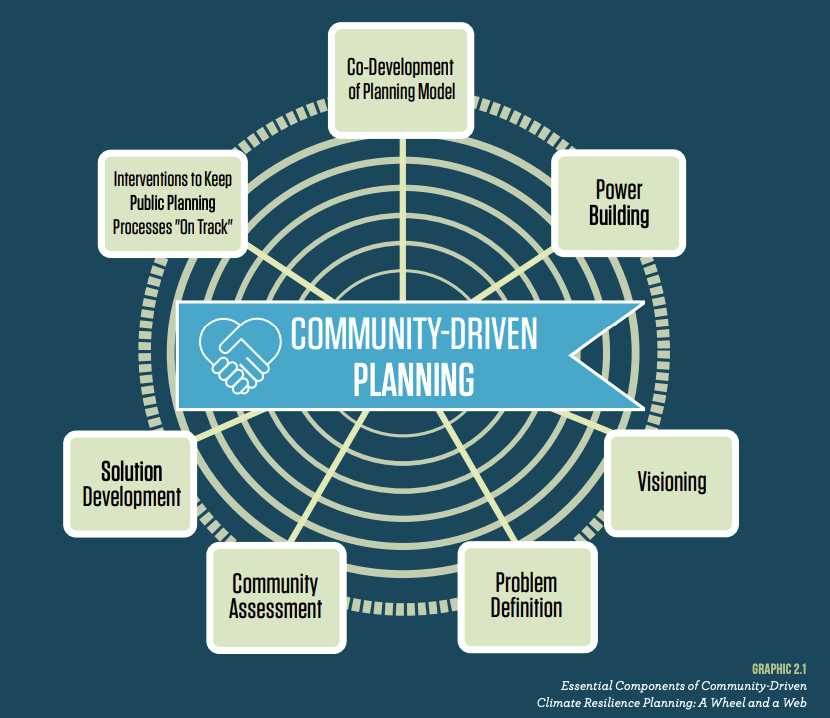 Co-Development
of Planning Model
Power
Building
Visioning
Problem
Definition
Community
Assessment
Solution
Development
Interventions to Keep
Public Planning
Processes "On Track"
COMMUNITY-DRIVEN
PLANNING
GRAPHIC 2.1
Essential Components of Community-Driven
Climate Resilience Planning: A Wheel and a Web